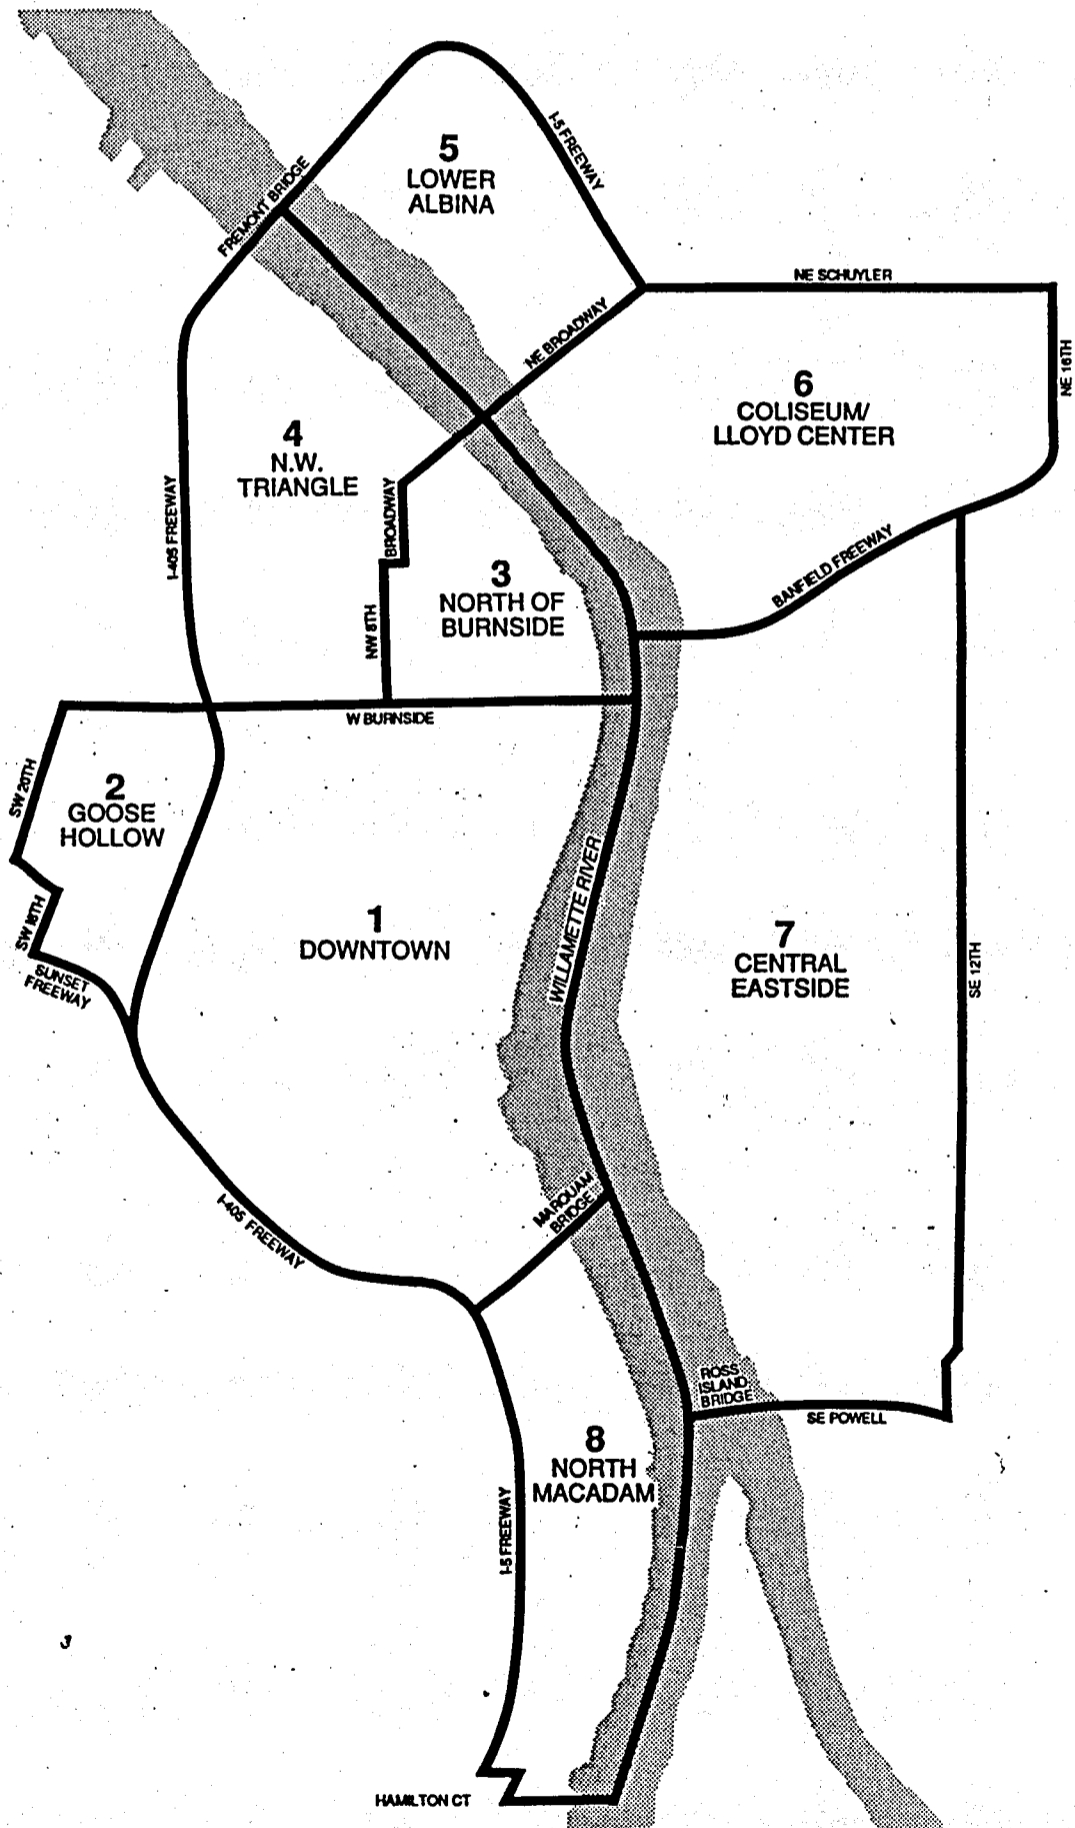 I-5 FREEWAY
5
LOWER
ALBINA
FREMONT BRIDGE
NE SCHUYLER
NE BROADWAY
NE 16TH
6
COLISEUM/
LLOYD CENTER
4
N.W.
TRIANGLE
I-405 FREEWAY
BROADWAY
BANFIELD FREEWAY
3
NORTH OF
BURNSIDE
NW 8TH
W BURNSIDE
SW 20TH
2
GOOSE
HOLLOW
WILLAMETTE RIVER
1
DOWNTOWN
7
CENTRAL
EASTSIDE
SW 18TH
SE 12TH
SUNSET
FREEWAY
MARQUAM
BRIDGE
I-405 FREEWAY
ROSS
ISLAND
BRIDGE
SE POWELL
8
NORTH
MACADAM
I-5 FREEWAY
3
HAMILTON CT